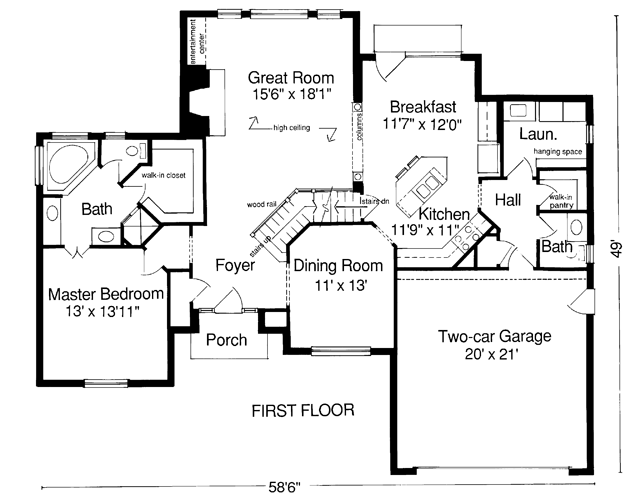 entertainment
center
Great Room
15'6" x 18'1"
high ceiling
columns
Breakfast
11'7" x 12'0"
Laun.
hanging space
walk-in closet
Bath
wood rail
stairs up
stairs dn
Kitchen
11'9" x 11"
Hall
walk-in
pantry
Bath
Foyer
Dining Room
11' x 13'
Master Bedroom
13' x 13'11"
Porch
Two-car Garage
20' x 21'
49'
FIRST FLOOR
58'6"